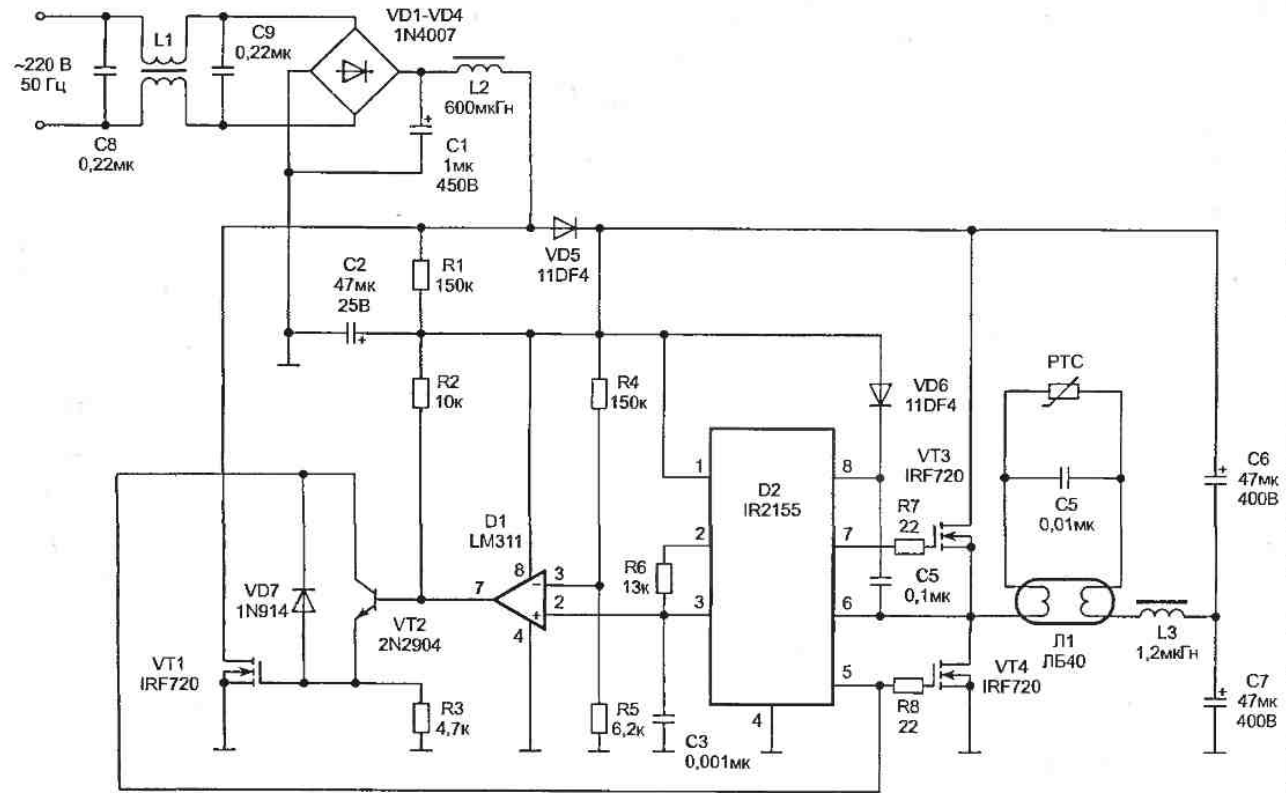 VD1-VD4
1N4007
C9
0,22мк
L1
~220 В
50 Гц
L2
600мкГн
C8
0,22мк
C1
1мк
450В
+
VD5
11DF4
C2
47мк
25В
+
R1
150к
R2
10к
R4
150к
VD6
11DF4
PTC
C5
0,01мк
C6
47мк
400В
+
VT3
IRF720
D2
IR2155
1
2
3
4
5
6
7
8
R7
22
D1
LM311
7
8
3
2
4
−
+
R6
13к
C5
0,1мк
VD7
1N914
VT2
2N2904
Л1
ЛБ40
L3
1,2мкГн
VT1
IRF720
R3
4,7к
R5
6,2к
C3
0,001мк
R8
22
VT4
IRF720
C7
47мк
400В
+